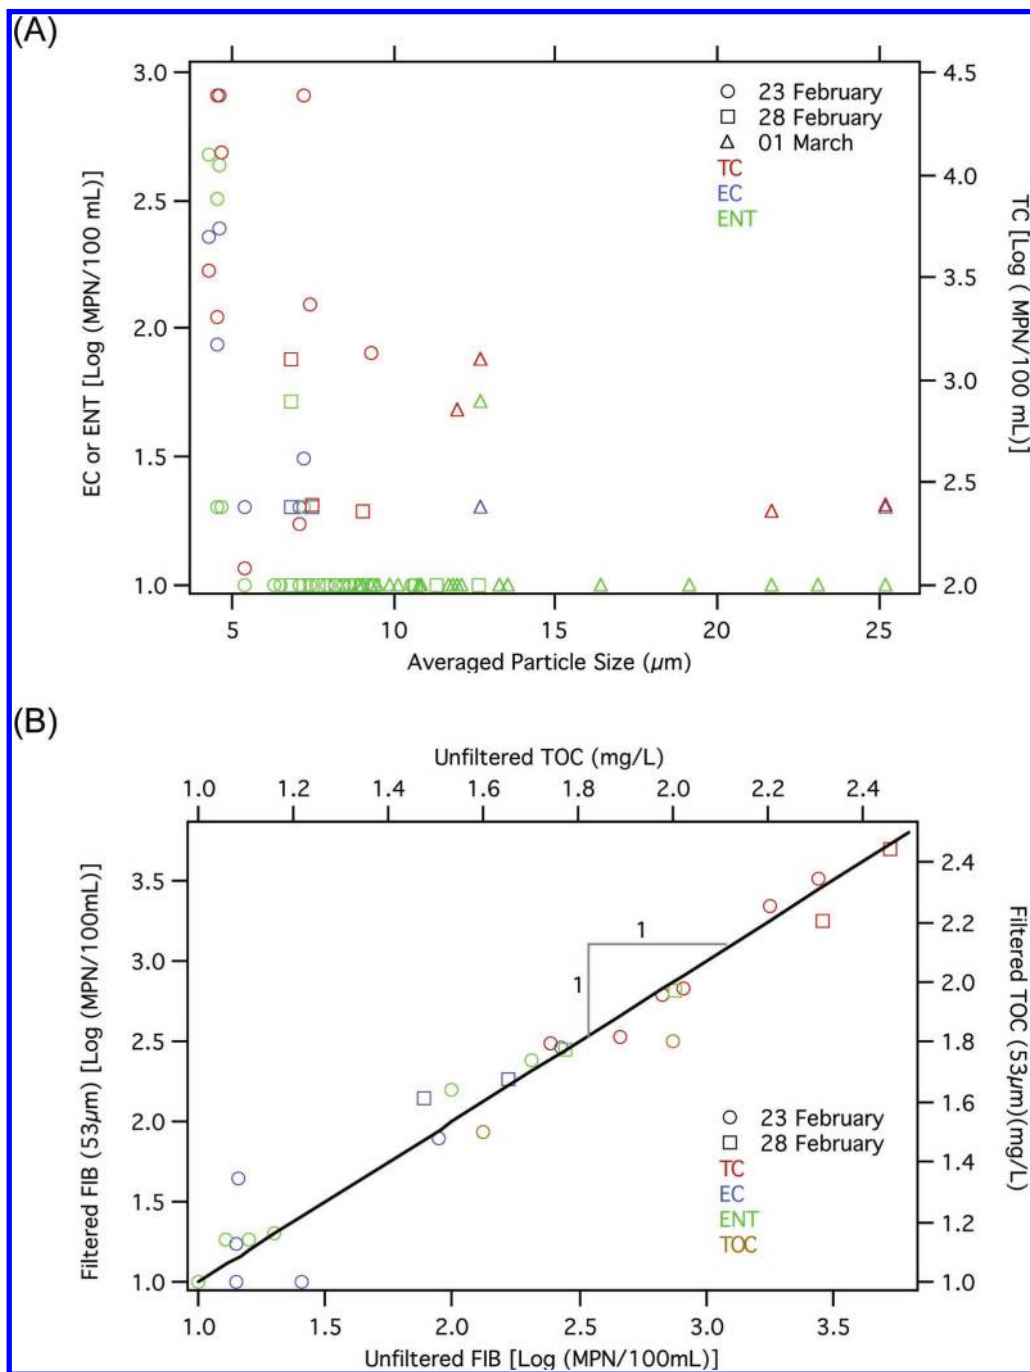 (A)
3.0
2.5
2.0
1.5
1.0
EC or ENT [Log (MPN/100 mL)]
4.5
4.0
3.5
3.0
2.5
2.0
TC [Log ( MPN/100 mL)]
23 February
28 February
01 March
TC
EC
ENT
5 10 15 20 25
Averaged Particle Size (µm)
(B)
Unfiltered TOC (mg/L)
1.0 1.2 1.4 1.6 1.8 2.0 2.2 2.4
3.5
3.0
2.5
2.0
1.5
1.0
Filtered FIB (53µm) [Log (MPN/100mL)]
2.4
2.2
2.0
1.8
1.6
1.4
1.2
1.0
Filtered TOC (53µm)(mg/L)
1
1
23 February
28 February
TC
EC
ENT
TOC
1.0 1.5 2.0 2.5 3.0 3.5
Unfiltered FIB [Log (MPN/100mL)]